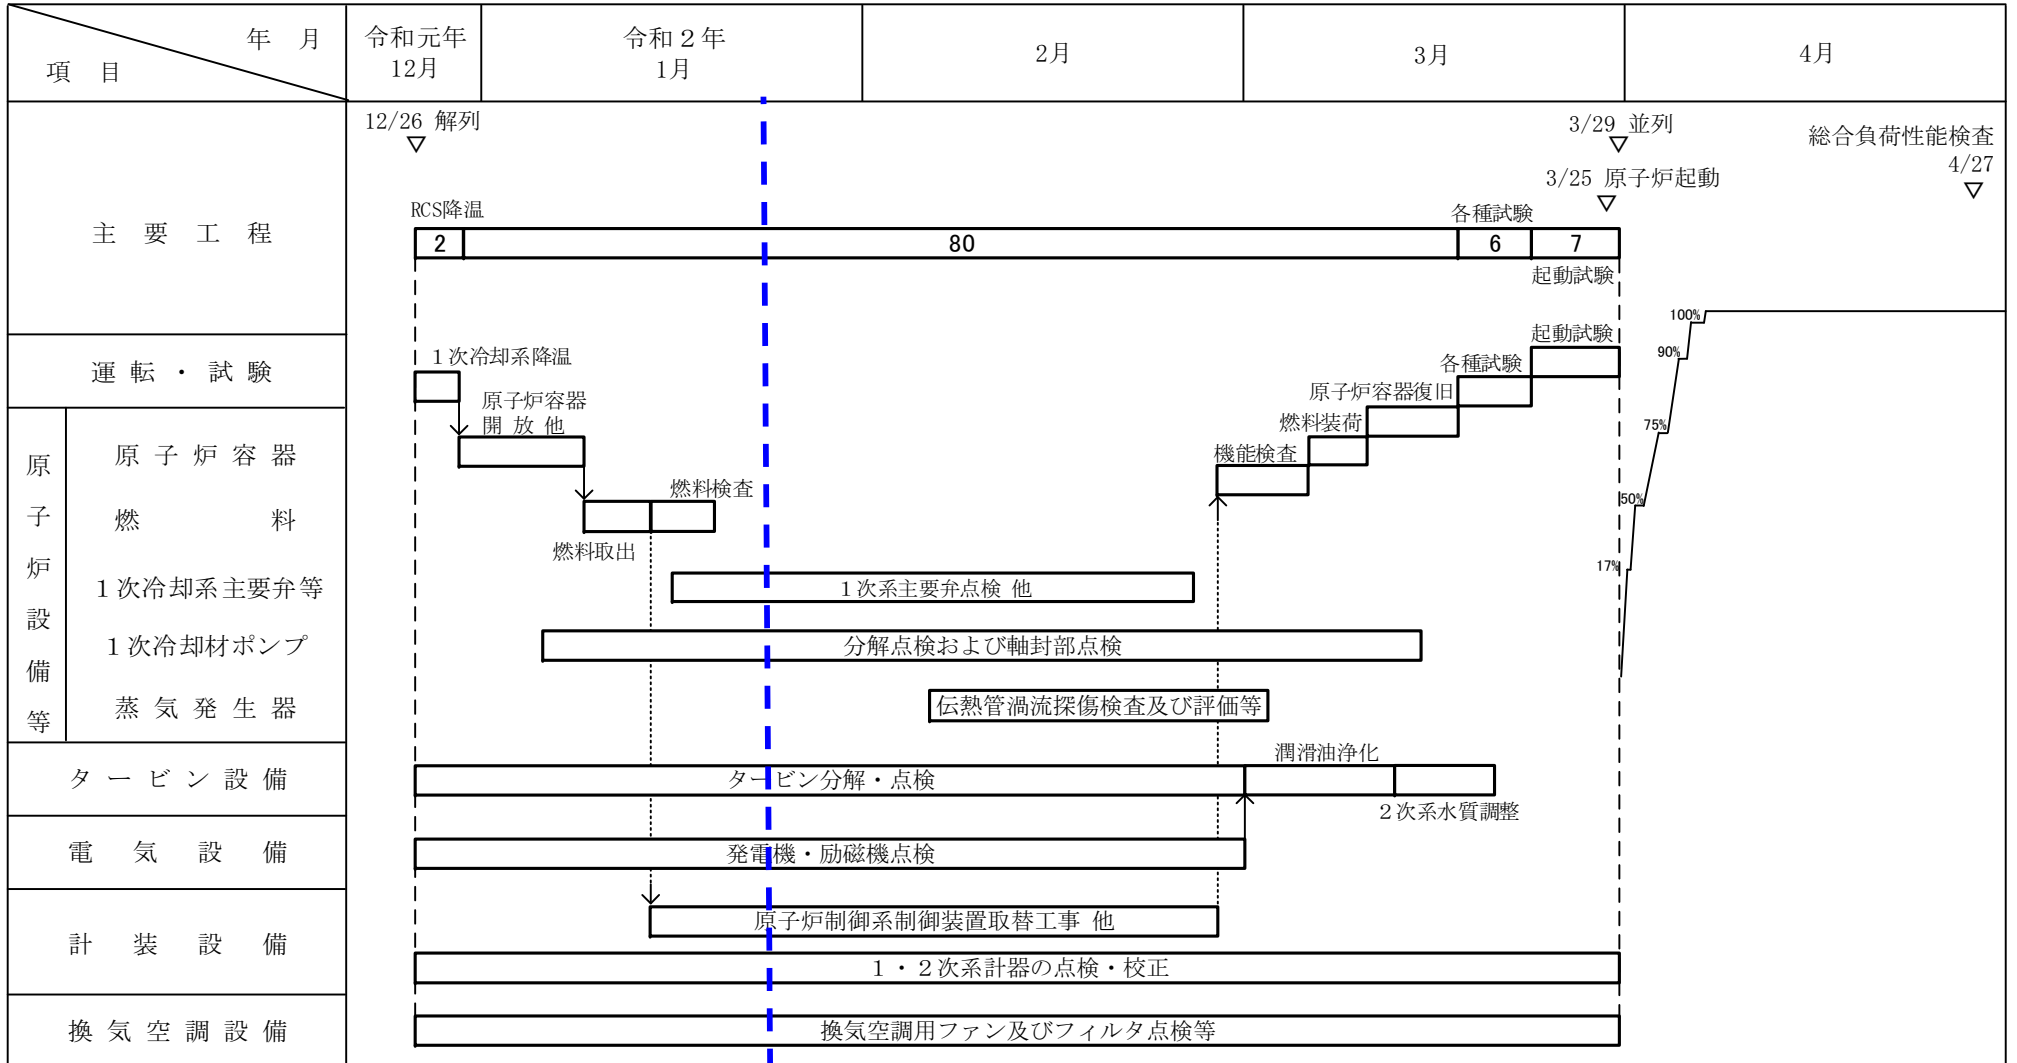 年 月
項 目
令和元年
12月
令和２年
1月
2月
3月
4月
12/26 解列
3/29 並列
総合負荷性能検査
4/27
3/25 原子炉起動
主要工程
RCS降温
各種試験
2
80
6
7
起動試験
100%
起動試験
運転・試験
１次冷却系降温
各種試験
90%
原子炉容器
開放他
原子炉容器復旧
燃料装荷
75%
原子炉設備等
原子炉容器
機能検査
燃料検査
50%
燃料
燃料取出
17%
１次冷却系主要弁等
１次系主要弁点検 他
１次冷却材ポンプ
分解点検および軸封部点検
蒸気発生器
伝熱管渦流探傷検査及び評価等
潤滑油浄化
タービン設備
タービン分解・点検
２次系水質調整
電気設備
発電機・励磁機点検
計装設備
原子炉制御系制御装置取替工事 他
１・２次系計器の点検・校正
換気空調設備
換気空調用ファン及びフィルタ点検等